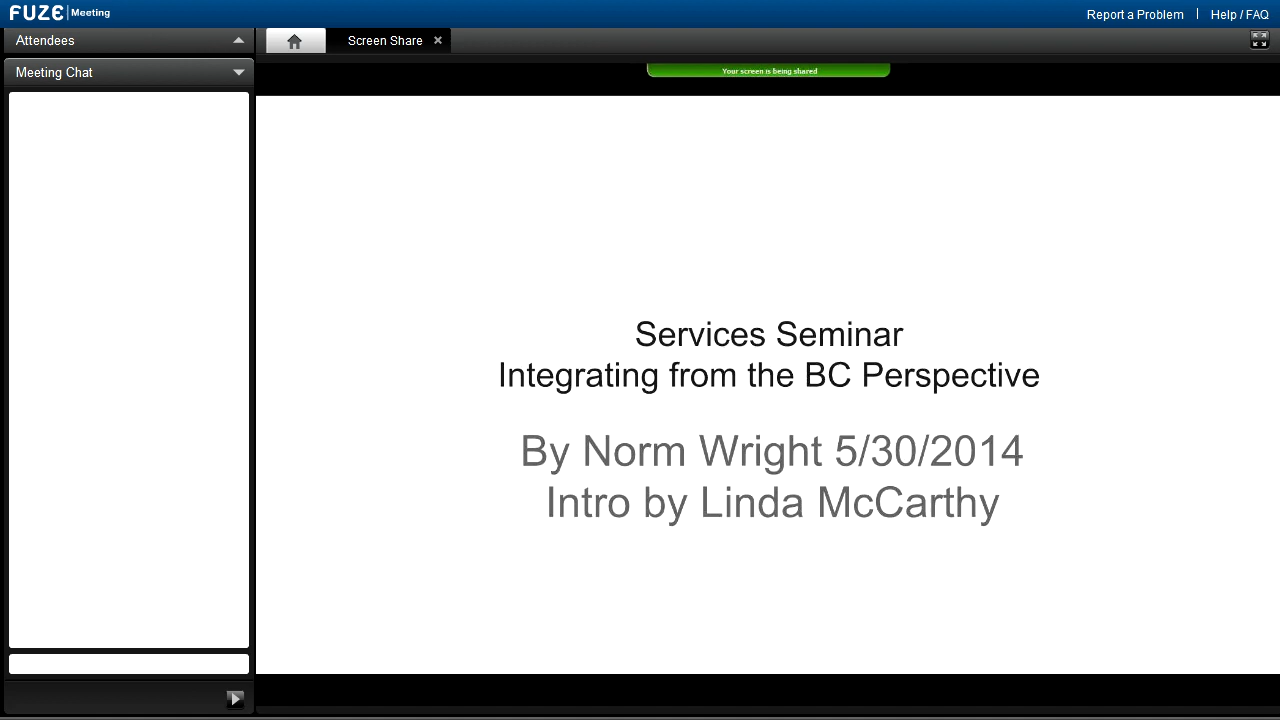 FUZE Meeting
Report a Problem
Help / FAQ
Attendees
Screen Share
Meeting Chat
Your screen is being shared
Services Seminar
Integrating from the BC Perspective
By Norm Wright 5/30/2014
Intro by Linda McCarthy